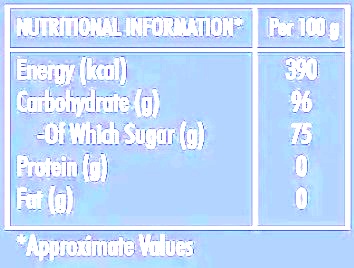 NUTRITIONAL INFORMATION* Per 100 g
Energy (kcal) 390
Carbohydrate (g) 96
-Of Which Sugar (g) 75
Protein (g) 0
Fat (g) 0
*Approximate Values